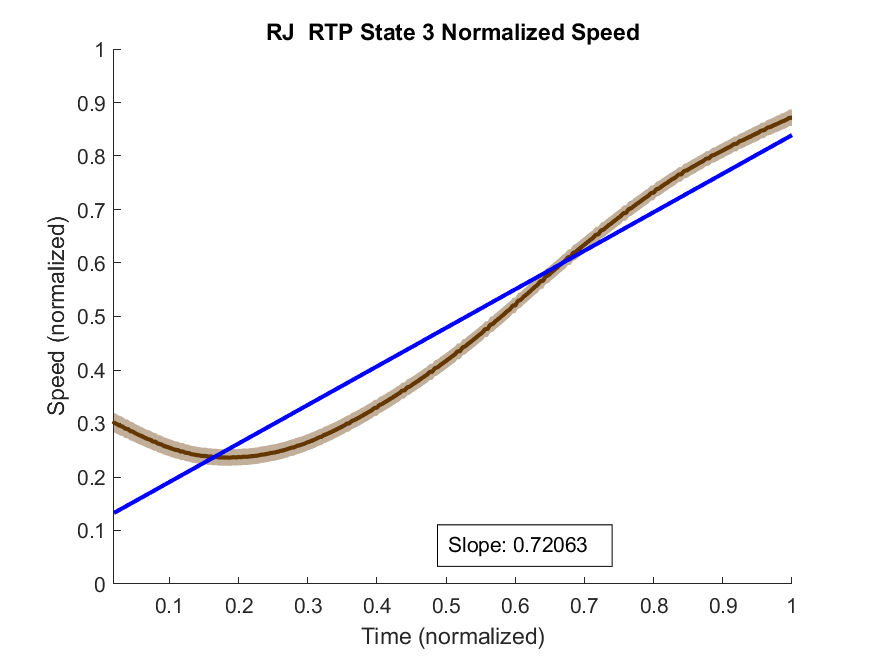 RJ  RTP State 3 Normalized Speed
1
0.9
0.8
0.7
0.6
0.5
0.4
0.3
0.2
0.1
0
Speed (normalized)
Slope: 0.72063
0.1 0.2 0.3 0.4 0.5 0.6 0.7 0.8 0.9 1
Time (normalized)